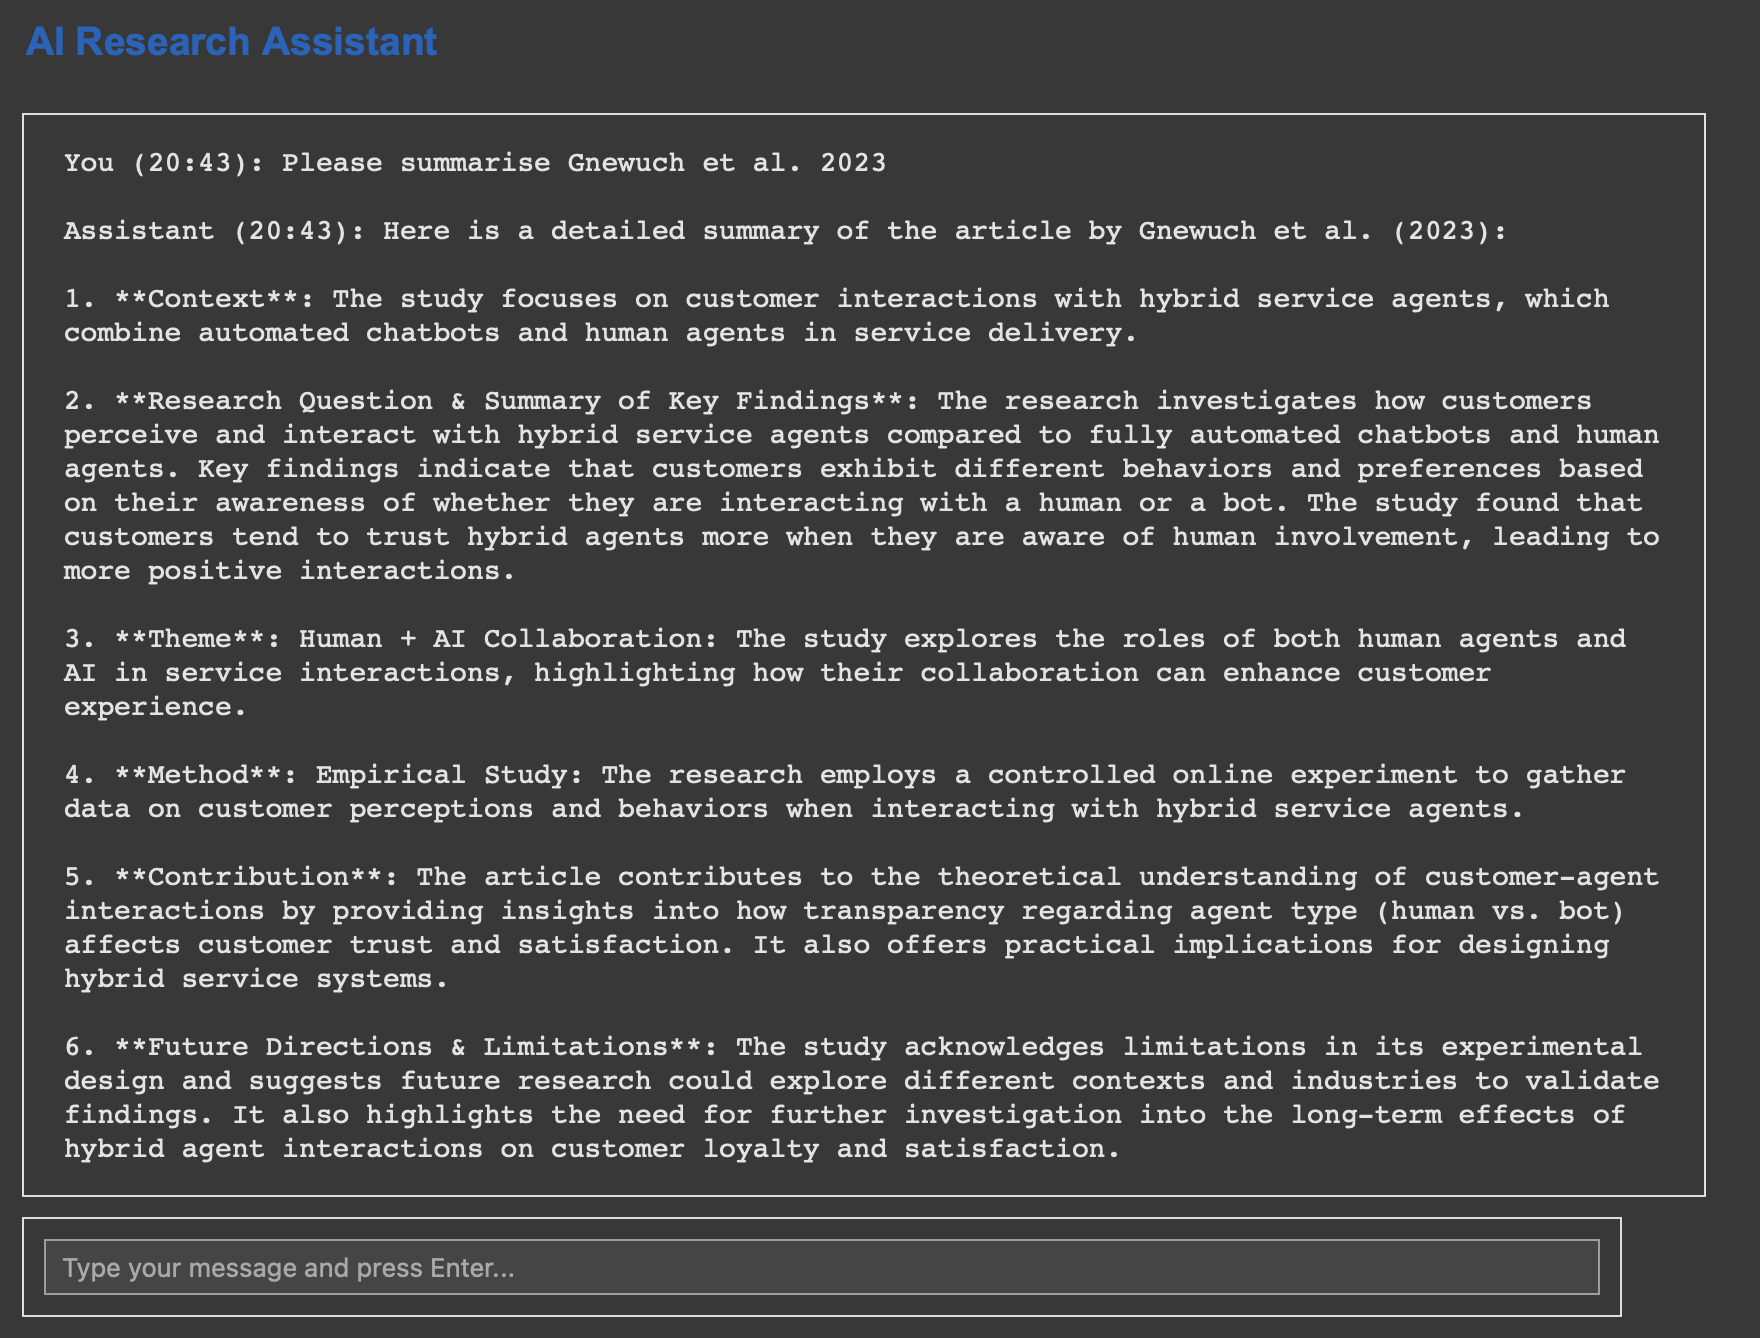 AI Research Assistant
You (20:43): Please summarise Gnewuch et al. 2023
Assistant (20:43): Here is a detailed summary of the article by Gnewuch et al. (2023):
1. **Context**: The study focuses on customer interactions with hybrid service agents, which
combine automated chatbots and human agents in service delivery.
2. **Research Question & Summary of Key Findings**: The research investigates how customers
perceive and interact with hybrid service agents compared to fully automated chatbots and human
agents. Key findings indicate that customers exhibit different behaviors and preferences based
on their awareness of whether they are interacting with a human or a bot. The study found that
customers tend to trust hybrid agents more when they are aware of human involvement, leading to
more positive interactions.
3. **Theme**: Human + AI Collaboration: The study explores the roles of both human agents and
AI in service interactions, highlighting how their collaboration can enhance customer
experience.
4. **Method**: Empirical Study: The research employs a controlled online experiment to gather
data on customer perceptions and behaviors when interacting with hybrid service agents.
5. **Contribution**: The article contributes to the theoretical understanding of customer-agent
interactions by providing insights into how transparency regarding agent type (human vs. bot)
affects customer trust and satisfaction. It also offers practical implications for designing
hybrid service systems.
6. **Future Directions & Limitations**: The study acknowledges limitations in its experimental
design and suggests future research could explore different contexts and industries to validate
findings. It also highlights the need for further investigation into the long-term effects of
hybrid agent interactions on customer loyalty and satisfaction.
Type your message and press Enter...